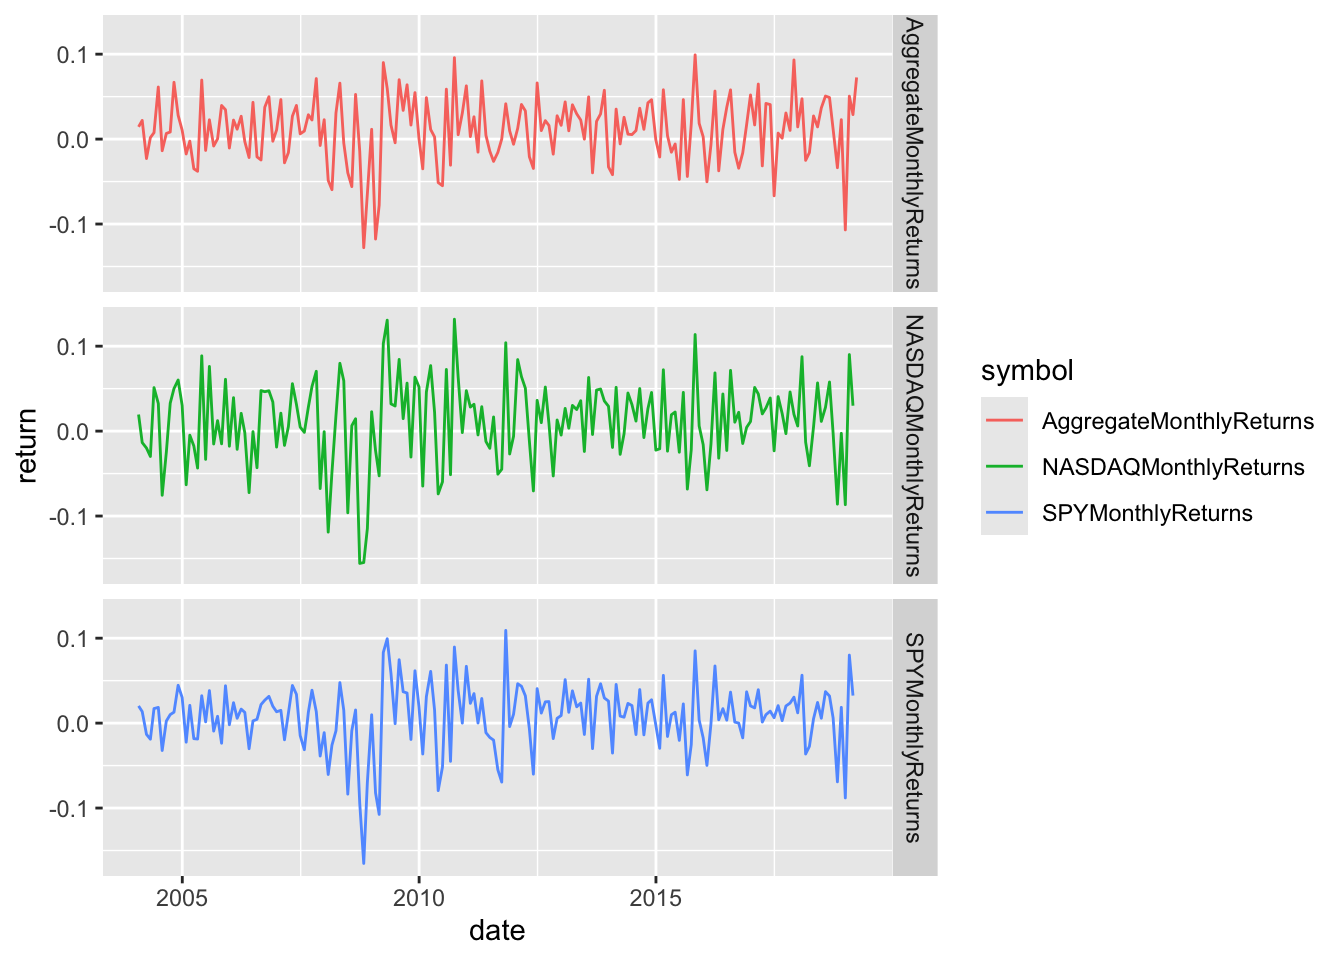 0.1
0.0
-0.1
AggregateMonthlyReturns
0.1
0.0
-0.1
NASDAQMonthlyReturns
0.1
0.0
-0.1
SPYMonthlyReturns
return
2005 2010 2015
date
symbol
AggregateMonthlyReturns
NASDAQMonthlyReturns
SPYMonthlyReturns